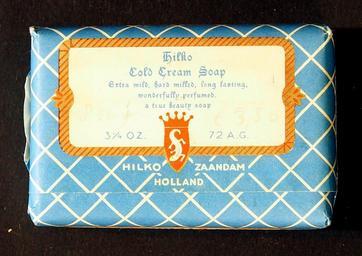 Hilko
Cold Cream Soap
Extra mild, hard milled, long lasting,
wonderfully perfumed.
a true beauty soap
3¼ OZ. 72 A.G.
HILKO ZAANDAM
HOLLAND